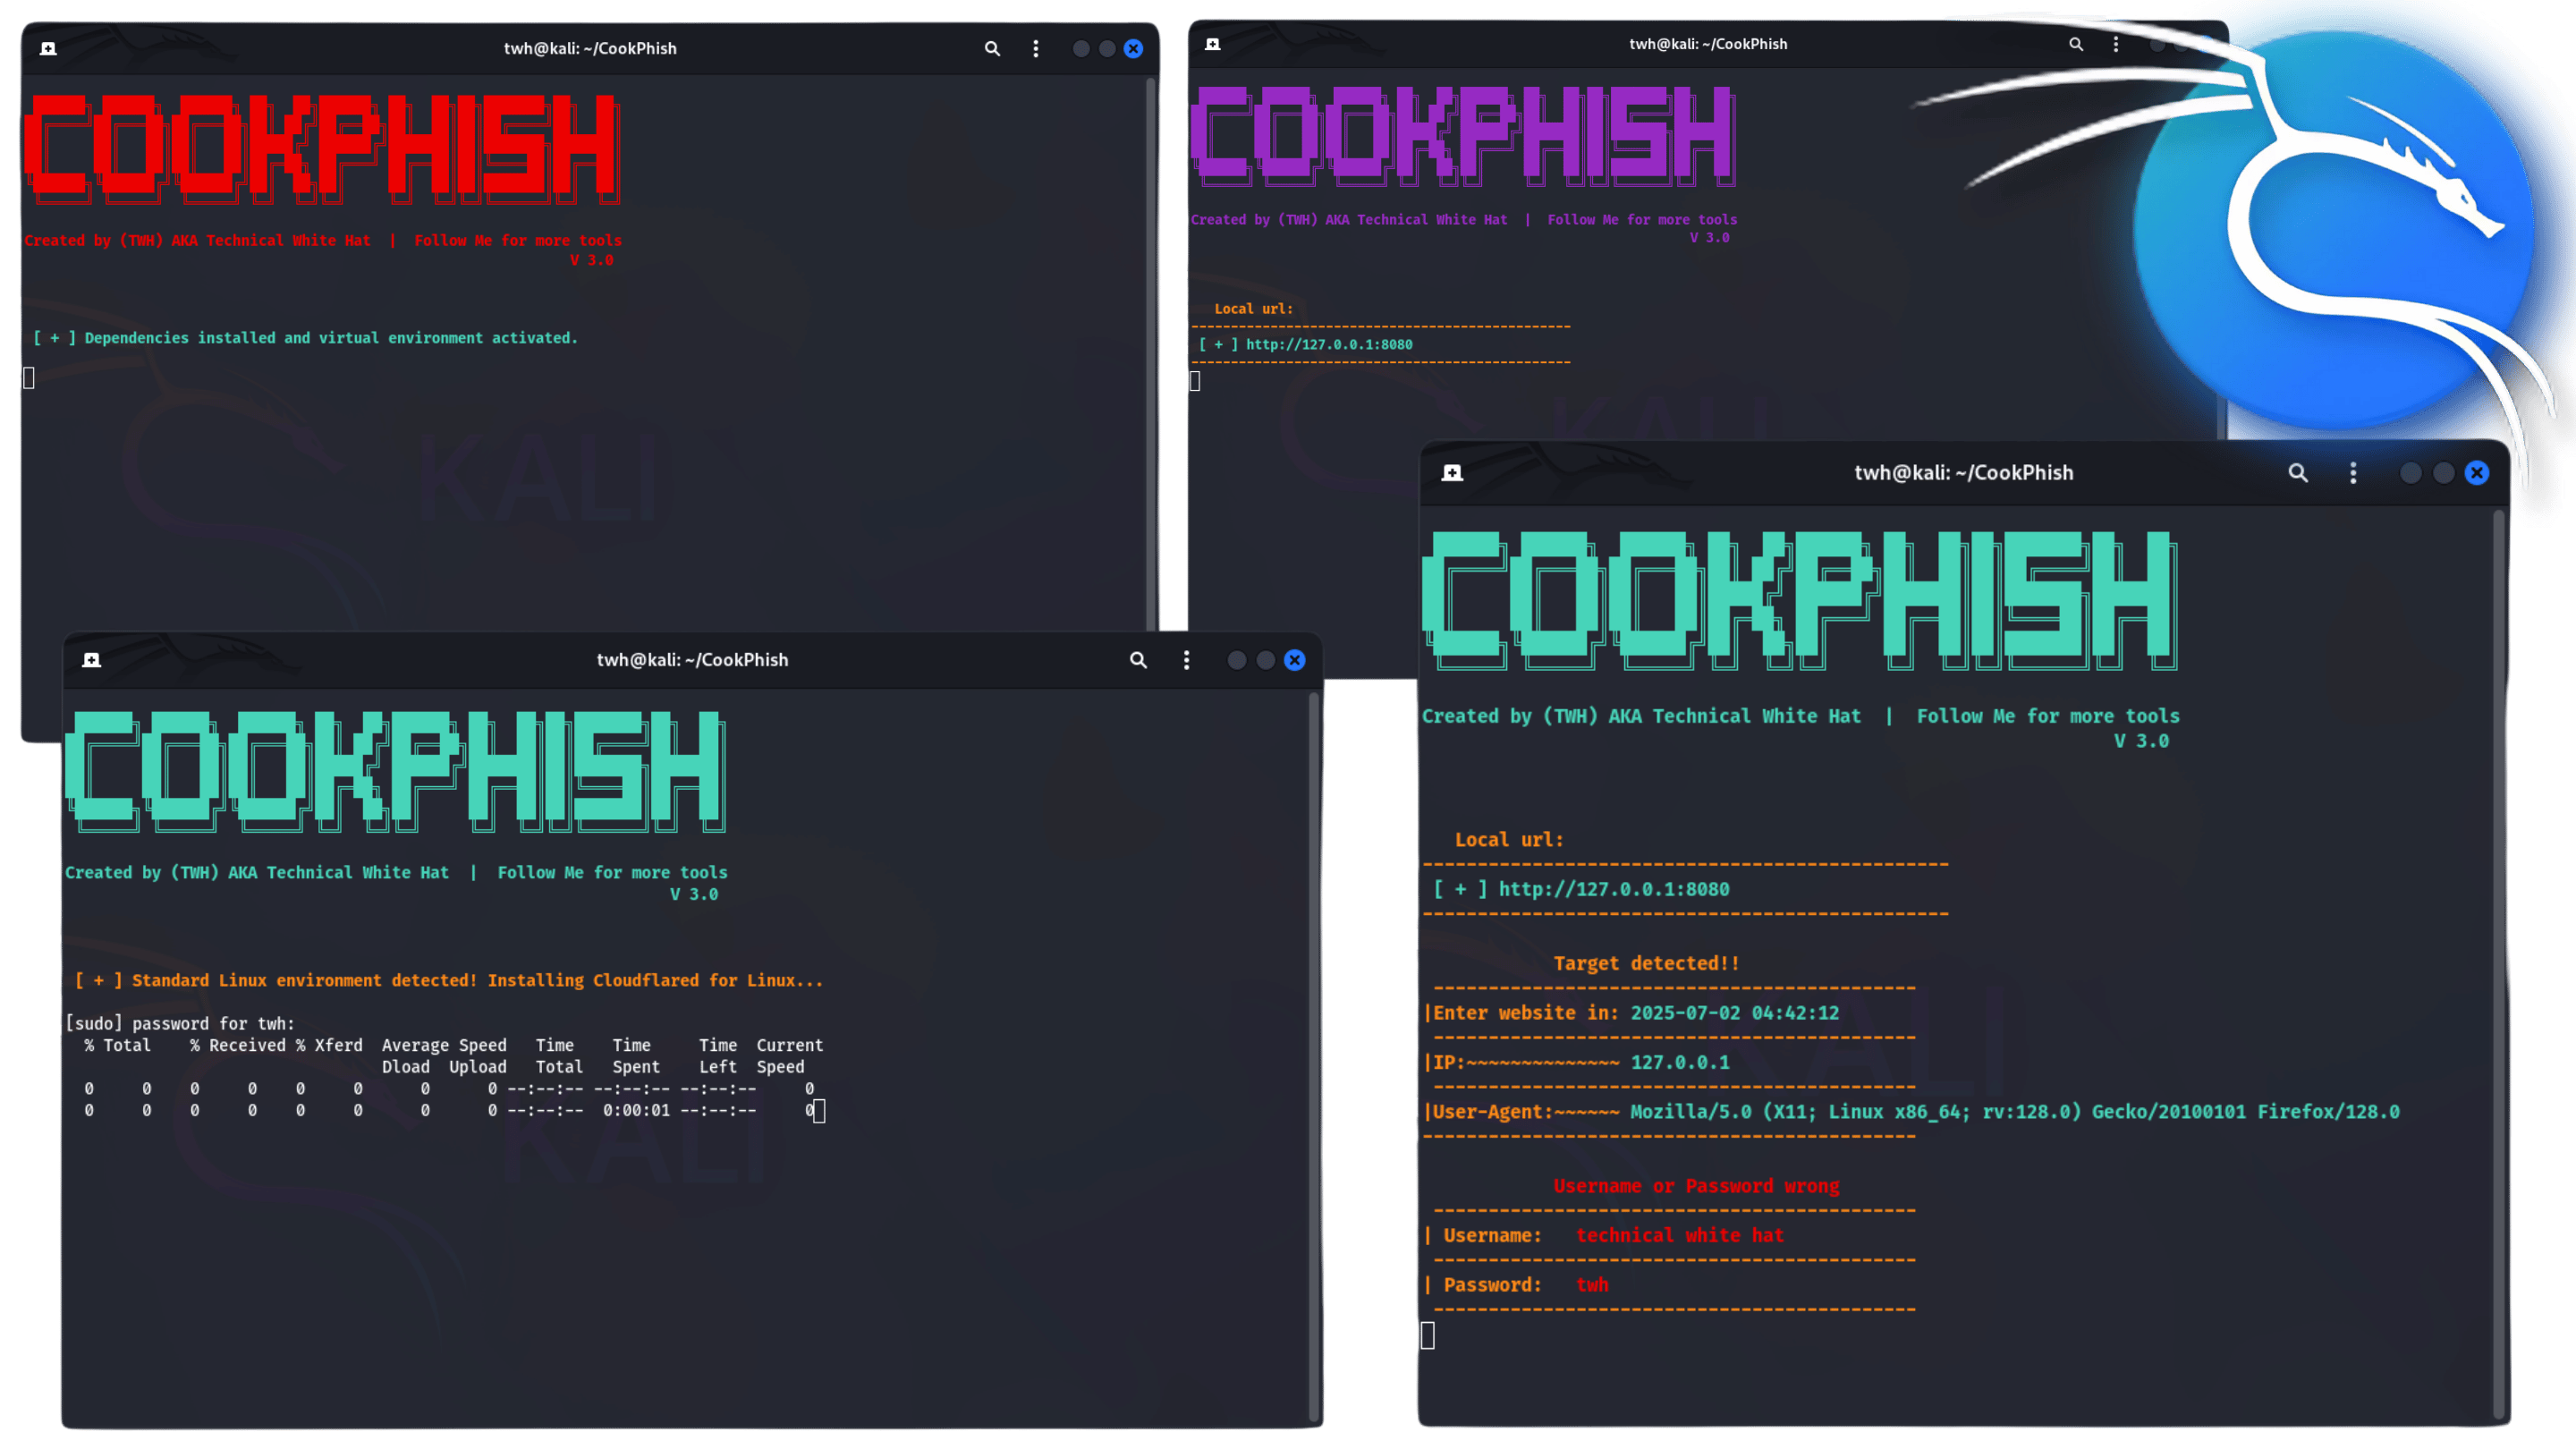 twh@kali: ~/CookPhish
COOKPHISH
Created by (TWH) AKA Technical White Hat | Follow Me for more tools
V 3.0
[ + ] Dependencies installed and virtual environment activated.
KALI
twh@kali: ~/CookPhish
COOKPHISH
Created by (TWH) AKA Technical White Hat | Follow Me for more tools
V 3.0
Local url:
---------------------------------------------
[ + ] http://127.0.0.1:8080
---------------------------------------------
KALI
twh@kali: ~/CookPhish
COOKPHISH
Created by (TWH) AKA Technical White Hat | Follow Me for more tools
V 3.0
[ + ] Standard Linux environment detected! Installing Cloudflared for Linux...
[sudo] password for twh:
% Total % Received % Xferd Average Speed Time Time Time Current
Dload Upload Total Spent Left Speed
0 0 0 0 0 0 0 0 --:--:-- --:--:-- --:--:-- 0
0 0 0 0 0 0 0 0 --:--:-- 0:00:01 --:--:-- 0
KALI
twh@kali: ~/CookPhish
COOKPHISH
Created by (TWH) AKA Technical White Hat | Follow Me for more tools
V 3.0
Local url:
------------------------------------------------
[ + ] http://127.0.0.1:8080
------------------------------------------------
Target detected!!
--------------------------------------------
|Enter website in: 2025-07-02 04:42:12
--------------------------------------------
|IP:~~~~~~~~~~~~~~ 127.0.0.1
--------------------------------------------
|User-Agent:~~~~~~ Mozilla/5.0 (X11; Linux x86_64; rv:128.0) Gecko/20100101 Firefox/128.0
---------------------------------------------
Username or Password wrong
--------------------------------------------
| Username: technical white hat
--------------------------------------------
| Password: twh
--------------------------------------------
KALI